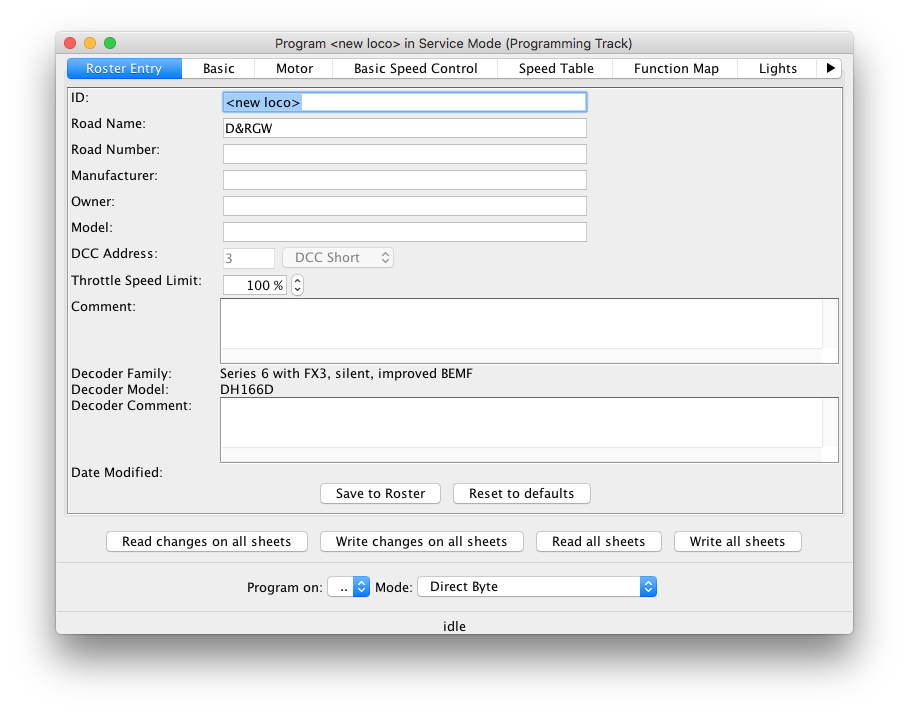 Program <new loco> in Service Mode (Programming Track)
Roster Entry Basic Motor Basic Speed Control Speed Table Function Map Lights
ID: <new loco>
Road Name: D&RGW
Road Number:
Manufacturer:
Owner:
Model:
DCC Address: 3 DCC Short
Throttle Speed Limit: 100 %
Comment:
Decoder Family: Series 6 with FX3, silent, improved BEMF
Decoder Model: DH166D
Decoder Comment:
Date Modified:
Save to Roster Reset to defaults
Read changes on all sheets Write changes on all sheets Read all sheets Write all sheets
Program on: .. Mode: Direct Byte
idle